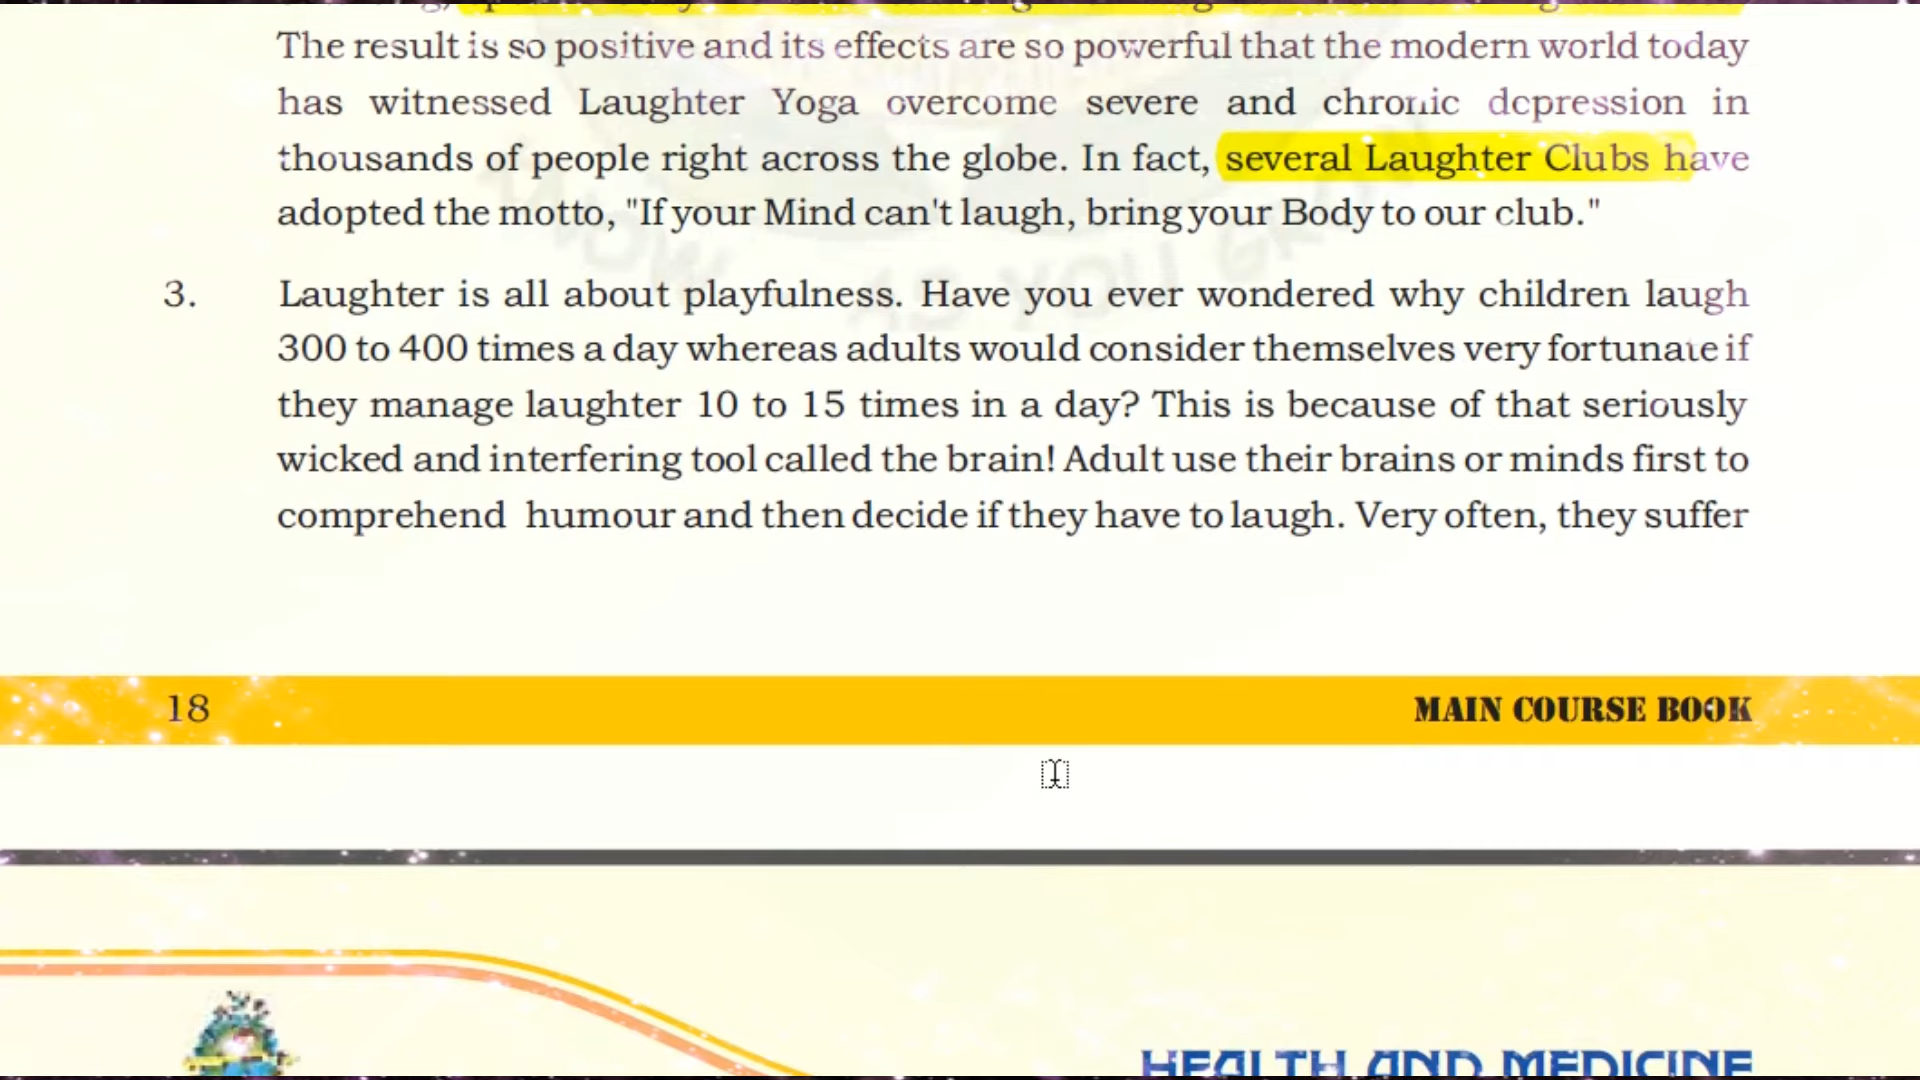 The result is so positive and its effects are so powerful that the modern world today
has witnessed Laughter Yoga overcome severe and chronic depression in
thousands of people right across the globe. In fact, several Laughter Clubs have
adopted the motto, "If your Mind can't laugh, bring your Body to our club."
3. Laughter is all about playfulness. Have you ever wondered why children laugh
300 to 400 times a day whereas adults would consider themselves very fortunate if
they manage laughter 10 to 15 times in a day? This is because of that seriously
wicked and interfering tool called the brain! Adult use their brains or minds first to
comprehend humour and then decide if they have to laugh. Very often, they suffer
18 MAIN COURSE BOOK
HEALTH AND MEDICINE